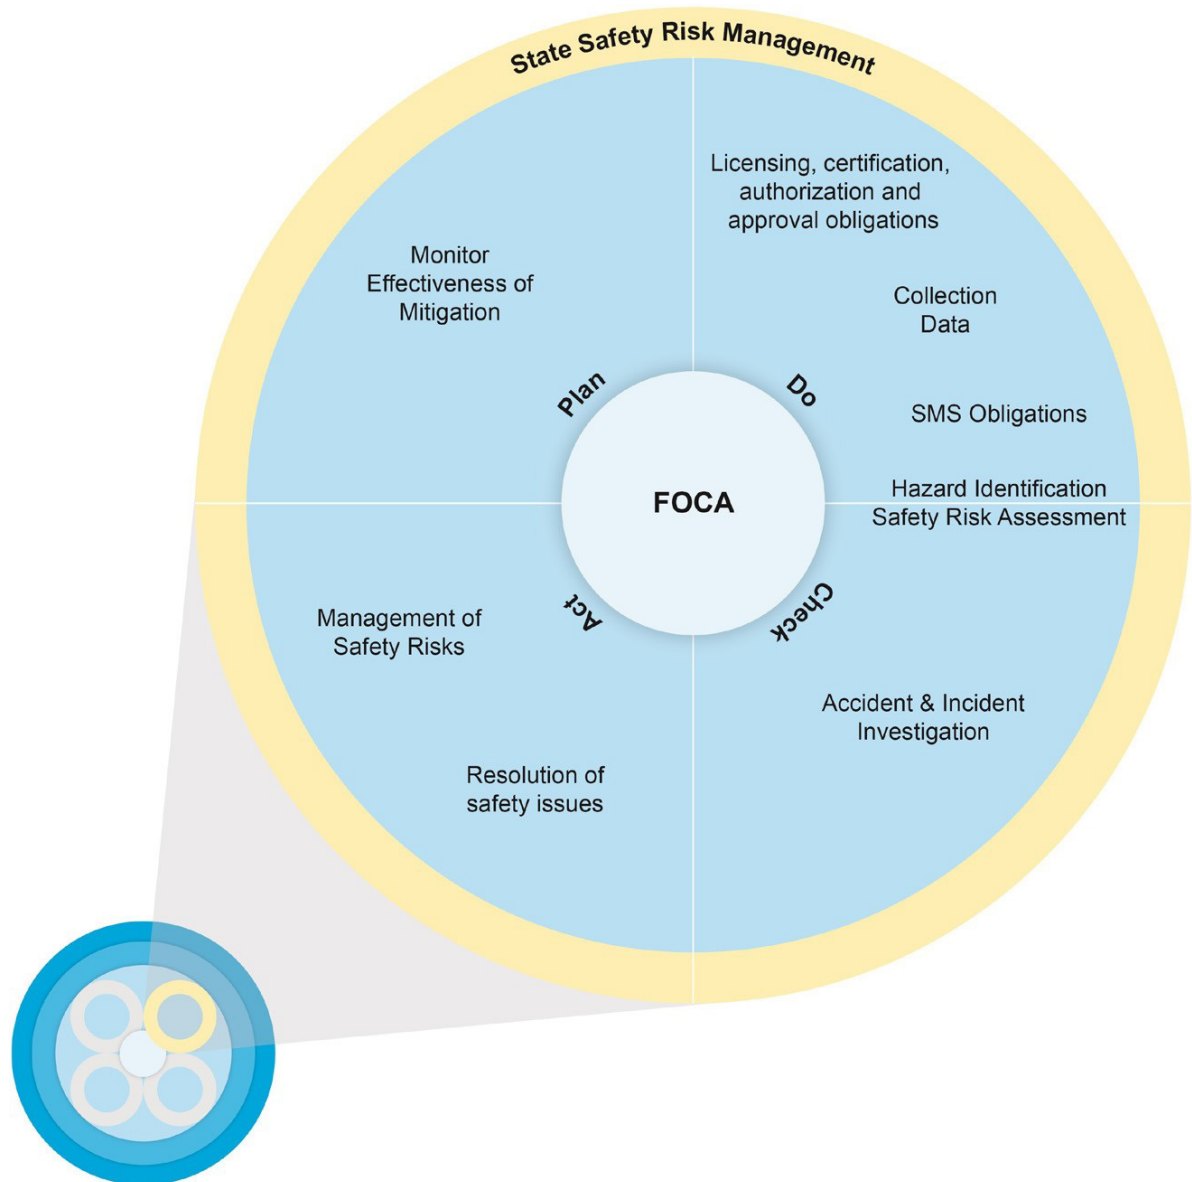 State Safety Risk Management
Licensing, certification,
authorization and
approval obligations
Monitor
Effectiveness of
Mitigation
Collection
Data
Plan
Do
SMS Obligations
FOCA
Hazard Identification
Safety Risk Assessment
Act
Check
Management of
Safety Risks
Accident & Incident
Investigation
Resolution of
safety issues